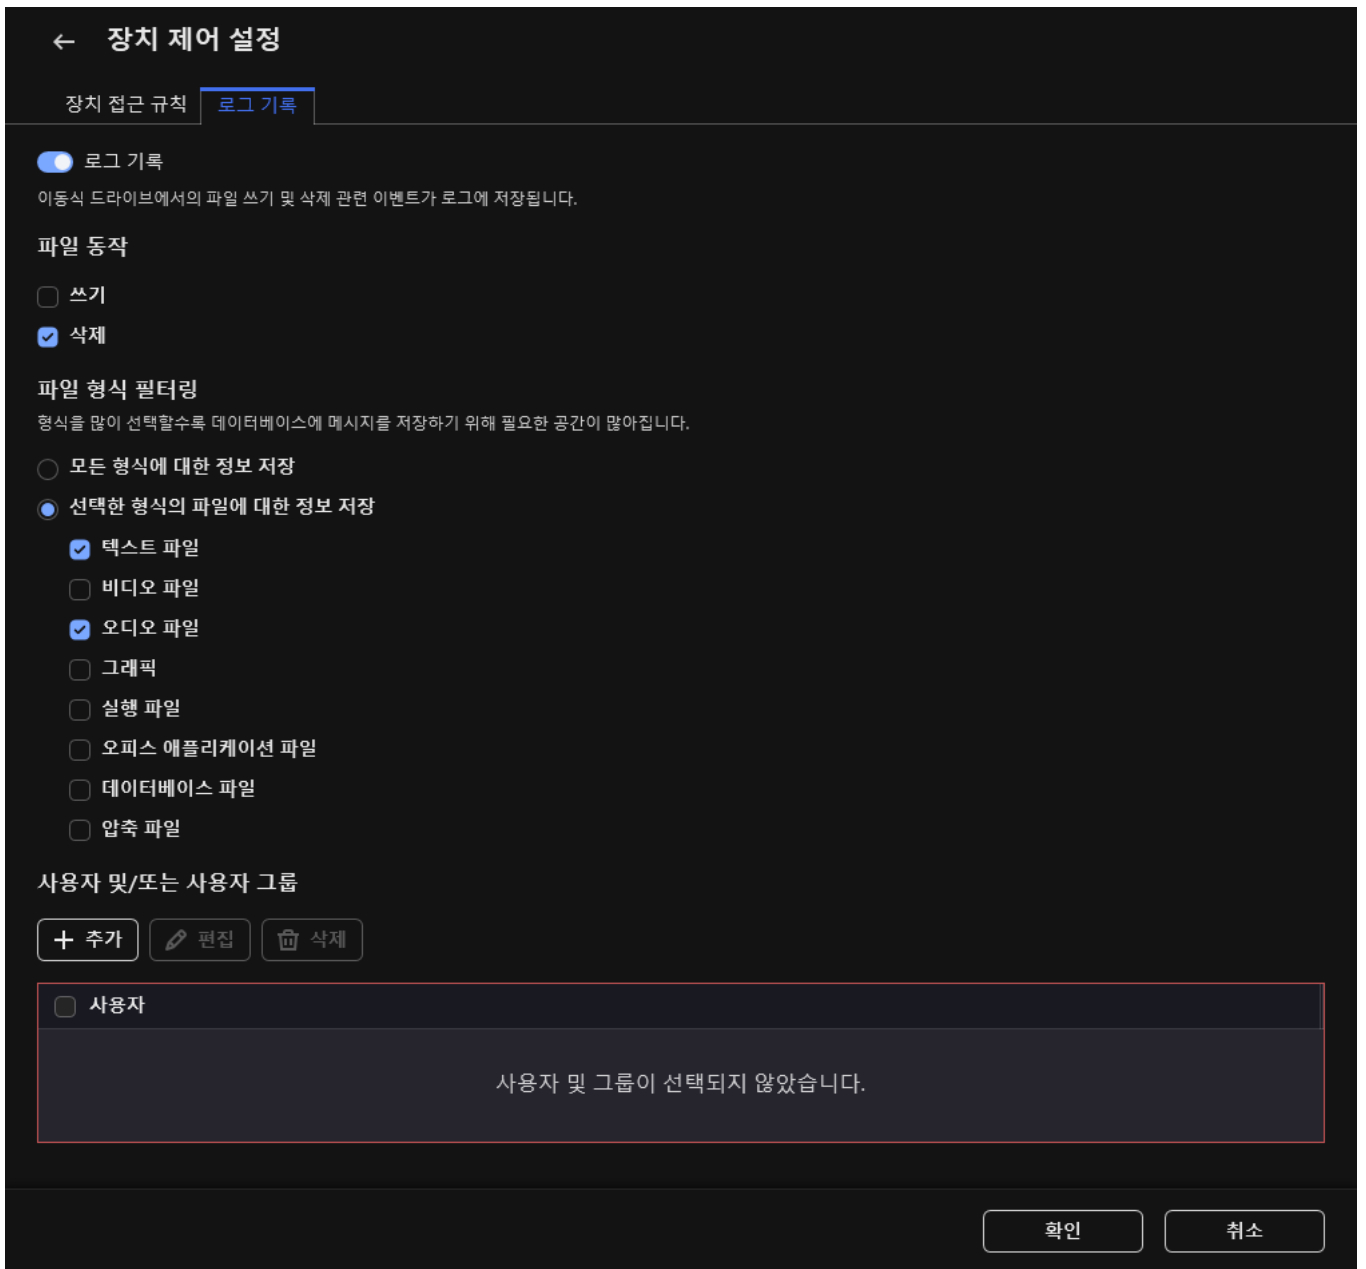 장치 제어 설정
장치 접근 규칙
로그 기록
로그 기록
이동식 드라이브에서의 파일 쓰기 및 삭제 관련 이벤트가 로그에 저장됩니다.
파일 동작
쓰기
삭제
파일 형식 필터링
형식을 많이 선택할수록 데이터베이스에 메시지를 저장하기 위해 필요한 공간이 많아집니다.
모든 형식에 대한 정보 저장
선택한 형식의 파일에 대한 정보 저장
텍스트 파일
비디오 파일
오디오 파일
그래픽
실행 파일
오피스 애플리케이션 파일
데이터베이스 파일
압축 파일
사용자 및/또는 사용자 그룹
추가 편집 삭제
사용자
사용자 및 그룹이 선택되지 않았습니다.
확인 취소